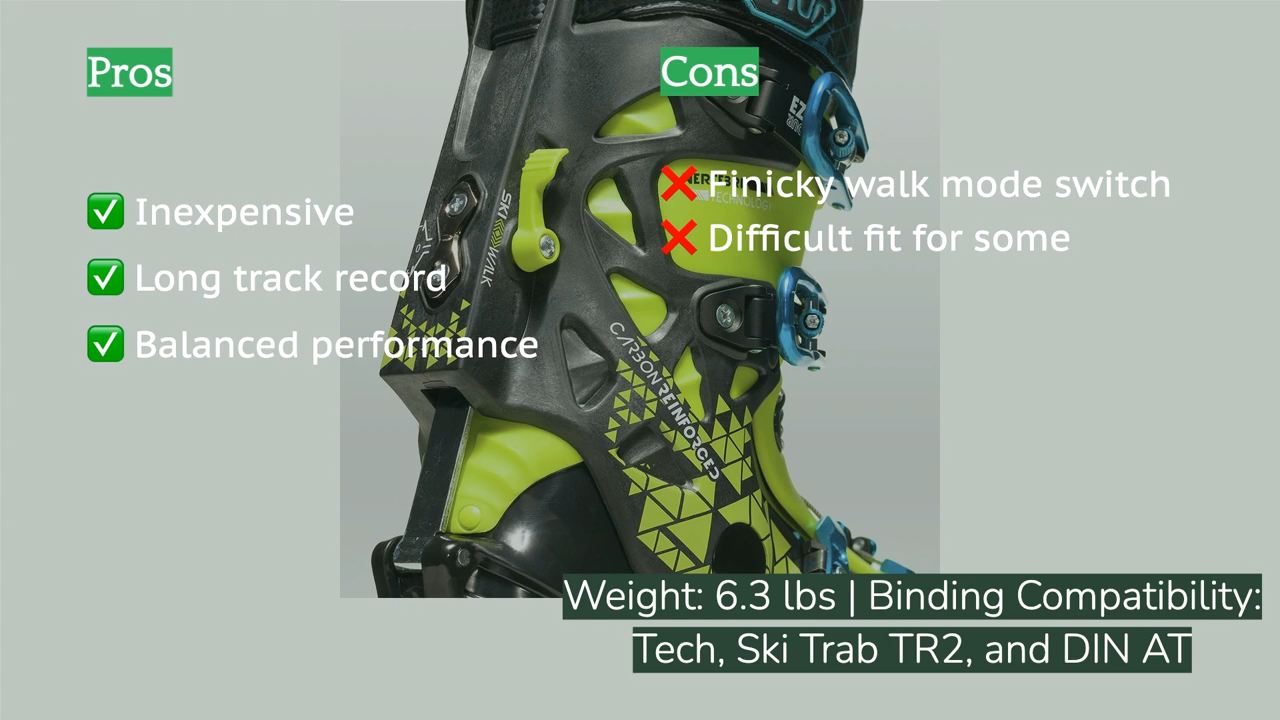 Pros
Cons
✅ Inexpensive
✅ Long track record
✅ Balanced performance
❌ Finicky walk mode switch
❌ Difficult fit for some
SKI WALK
TECHNOLOGY
CARBON REINFORCED
Weight: 6.3 lbs | Binding Compatibility:
Tech, Ski Trab TR2, and DIN AT